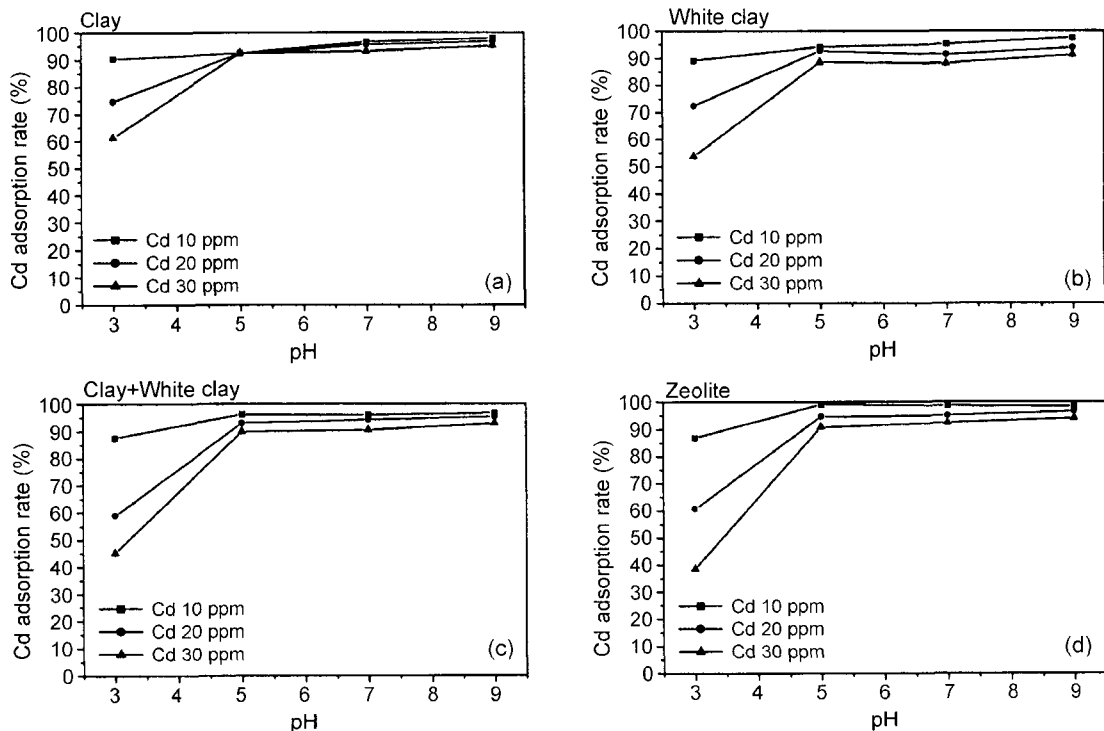 Clay
Cd adsorption rate (%)
100
90
80
70
60
50
40
30
20
10
0
Cd 10 ppm
Cd 20 ppm
Cd 30 ppm
(a)
3 4 5 6 7 8 9
pH
White clay
Cd adsorption rate (%)
100
90
80
70
60
50
40
30
20
10
0
Cd 10 ppm
Cd 20 ppm
Cd 30 ppm
(b)
3 4 5 6 7 8 9
pH
Clay+White clay
Cd adsorption rate (%)
100
90
80
70
60
50
40
30
20
10
0
Cd 10 ppm
Cd 20 ppm
Cd 30 ppm
(c)
3 4 5 6 7 8 9
pH
Zeolite
Cd adsorption rate (%)
100
90
80
70
60
50
40
30
20
10
0
Cd 10 ppm
Cd 20 ppm
Cd 30 ppm
(d)
3 4 5 6 7 8 9
pH